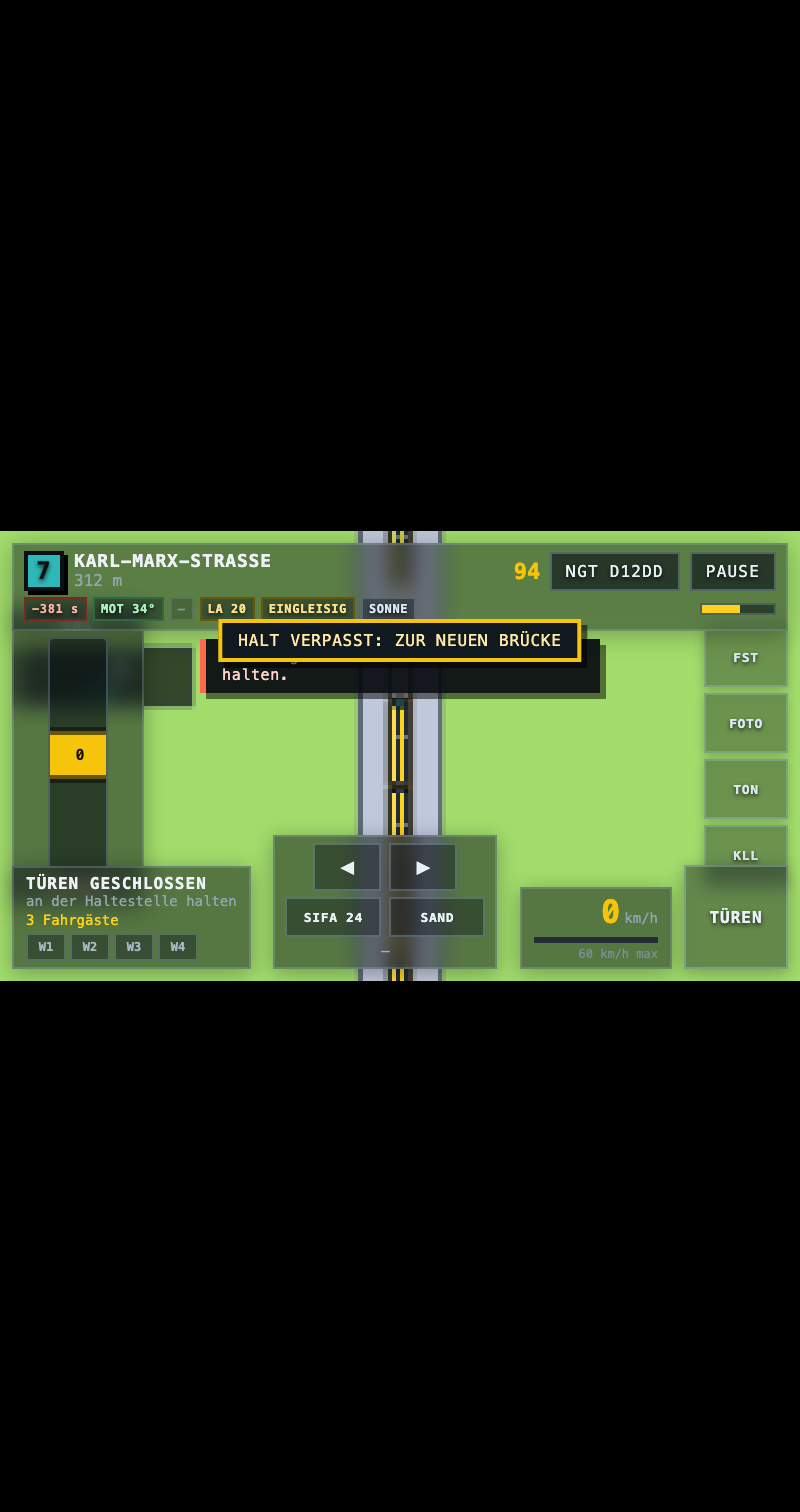 7
KARL–MARX–STRASSE
312 m
94
NGT D12DD
PAUSE
−381 s
MOT 34°
–
LA 20
EINGLEISIG
SONNE
HALT VERPASST: ZUR NEUEN BRÜCKE
halten.
0
FST
FOTO
TON
KLL
TÜREN GESCHLOSSEN
an der Haltestelle halten
3 Fahrgäste
W1
W2
W3
W4
◀
▶
SIFA 24
SAND
–
0 km/h
60 km/h max
TÜREN